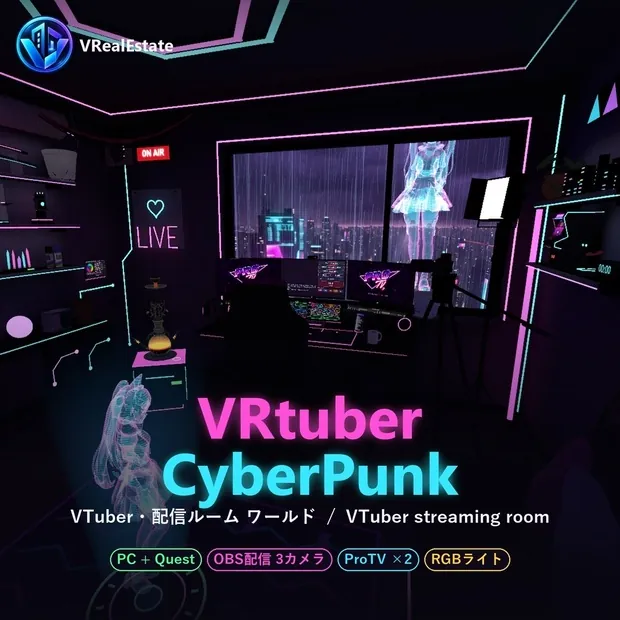 VRealEstate
ON AIR
LIVE
00:00
VRtuber
CyberPunk
VTuber・配信ルーム ワールド / VTuber streaming room
PC + Quest
OBS配信 3カメラ
ProTV ×2
RGBライト